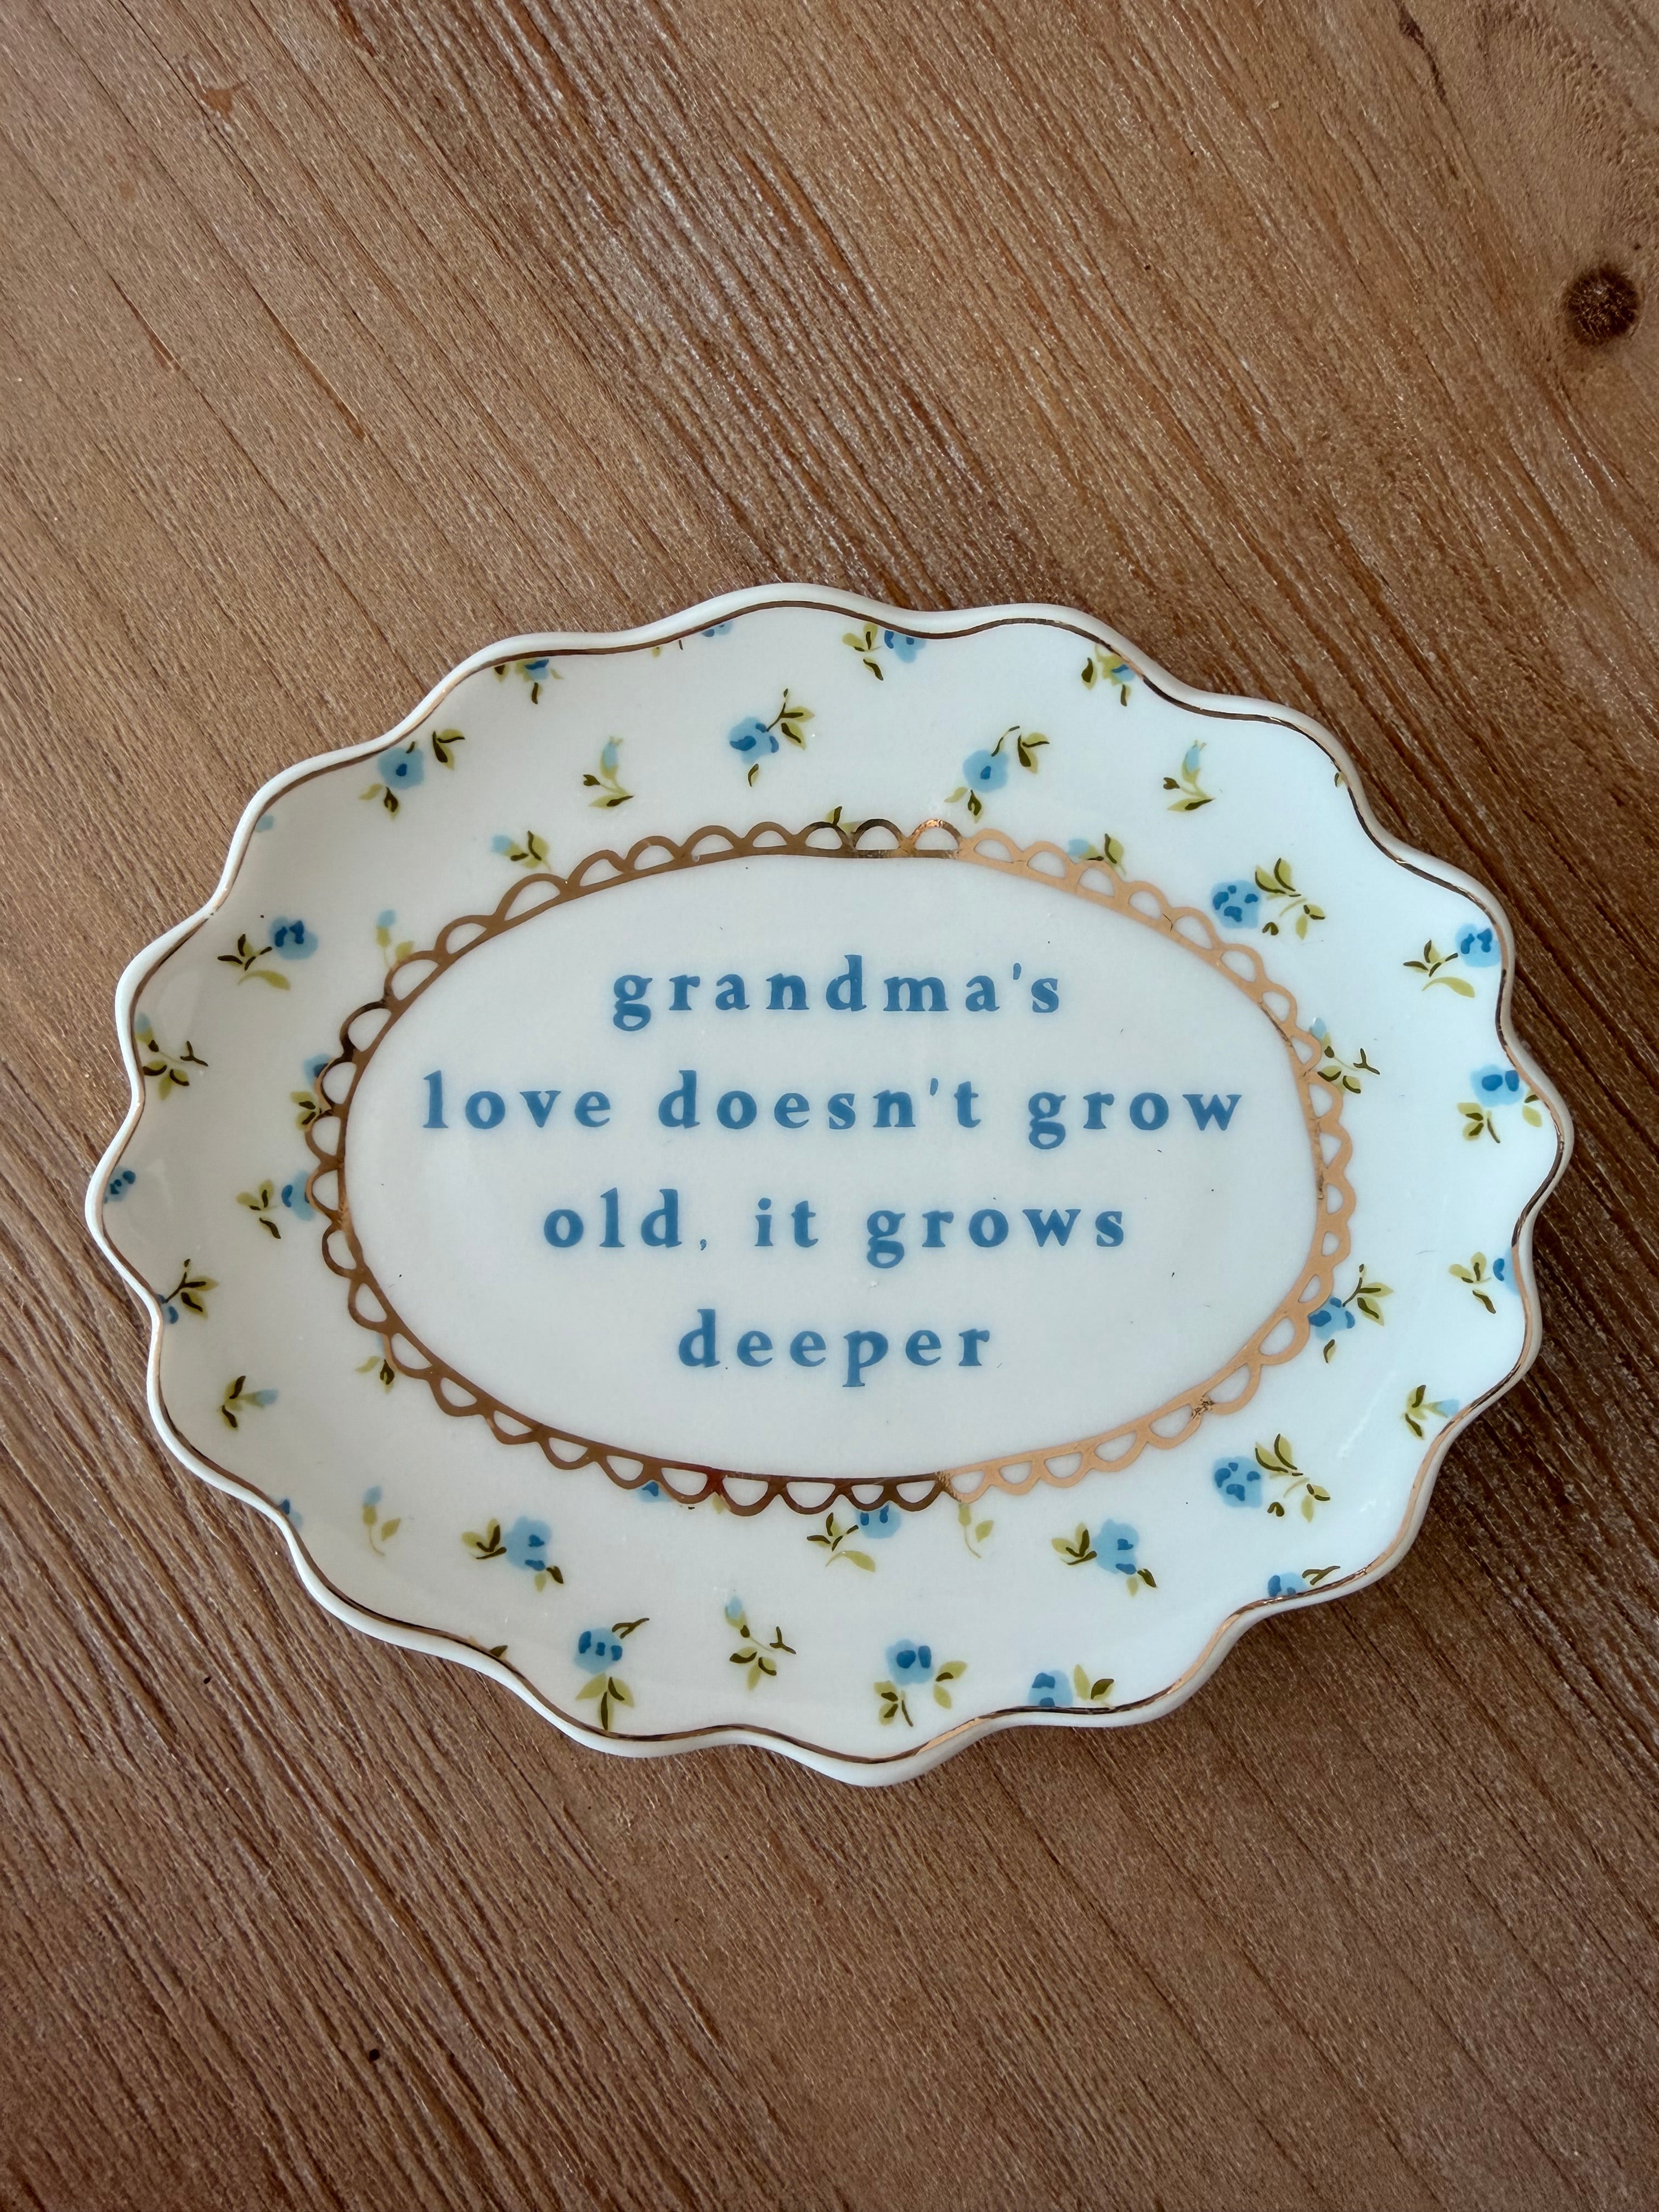 grandma's
love doesn't grow
old, it grows
deeper